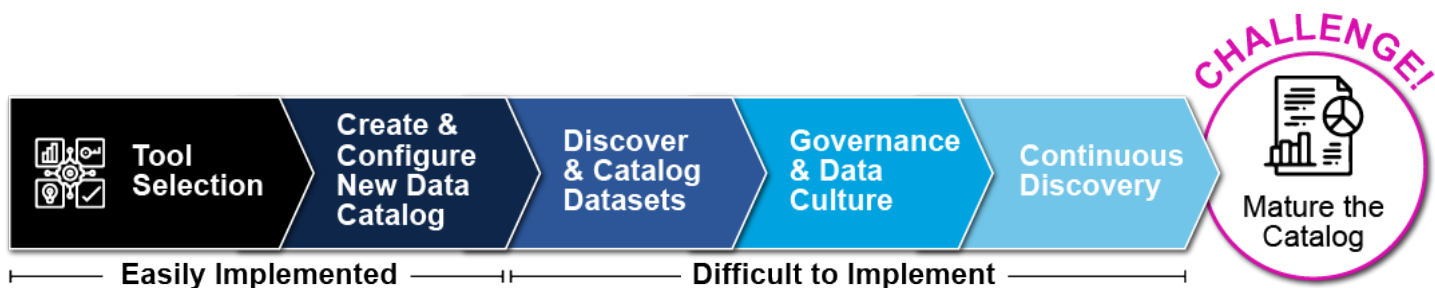 CHALLENGE!
Tool
Selection
Create &
Configure
New Data
Catalog
Discover
& Catalog
Datasets
Governance
& Data
Culture
Continuous
Discovery
Mature the
Catalog
Easily Implemented
Difficult to Implement